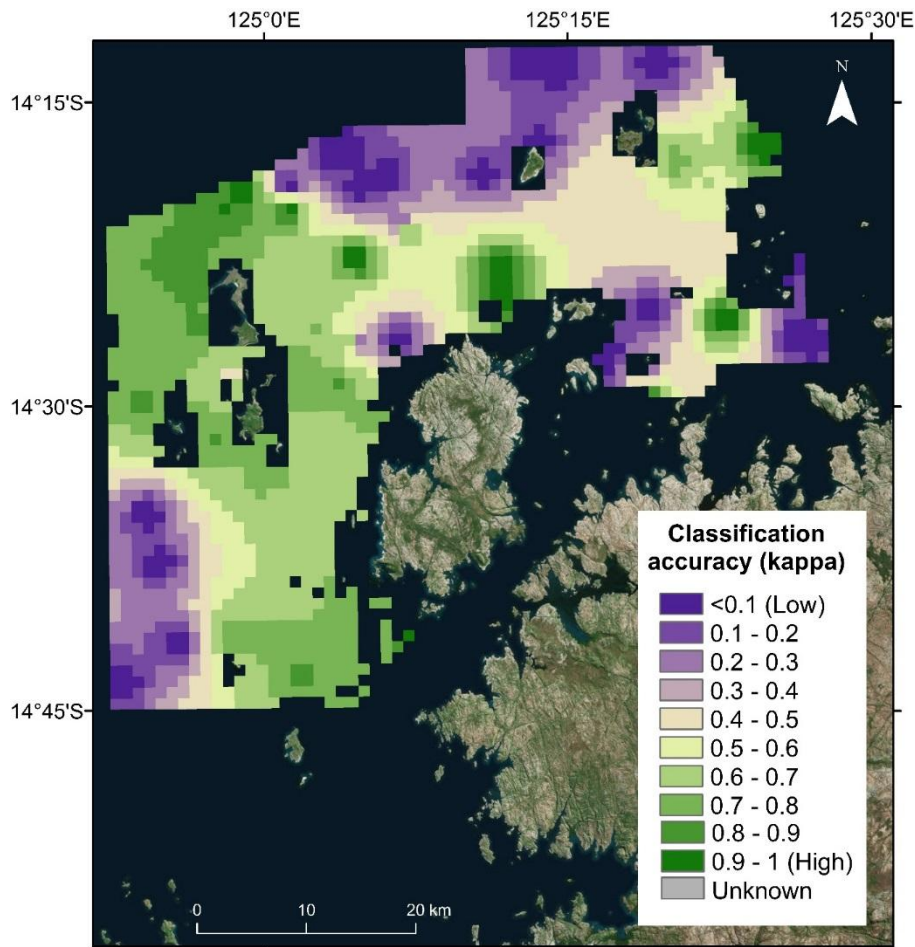 125°0'E 125°15'E 125°30'E
N
14°15'S
14°30'S
14°45'S
Classification
accuracy (kappa)
<0.1 (Low)
0.1 - 0.2
0.2 - 0.3
0.3 - 0.4
0.4 - 0.5
0.5 - 0.6
0.6 - 0.7
0.7 - 0.8
0.8 - 0.9
0.9 - 1 (High)
Unknown
0 10 20 km